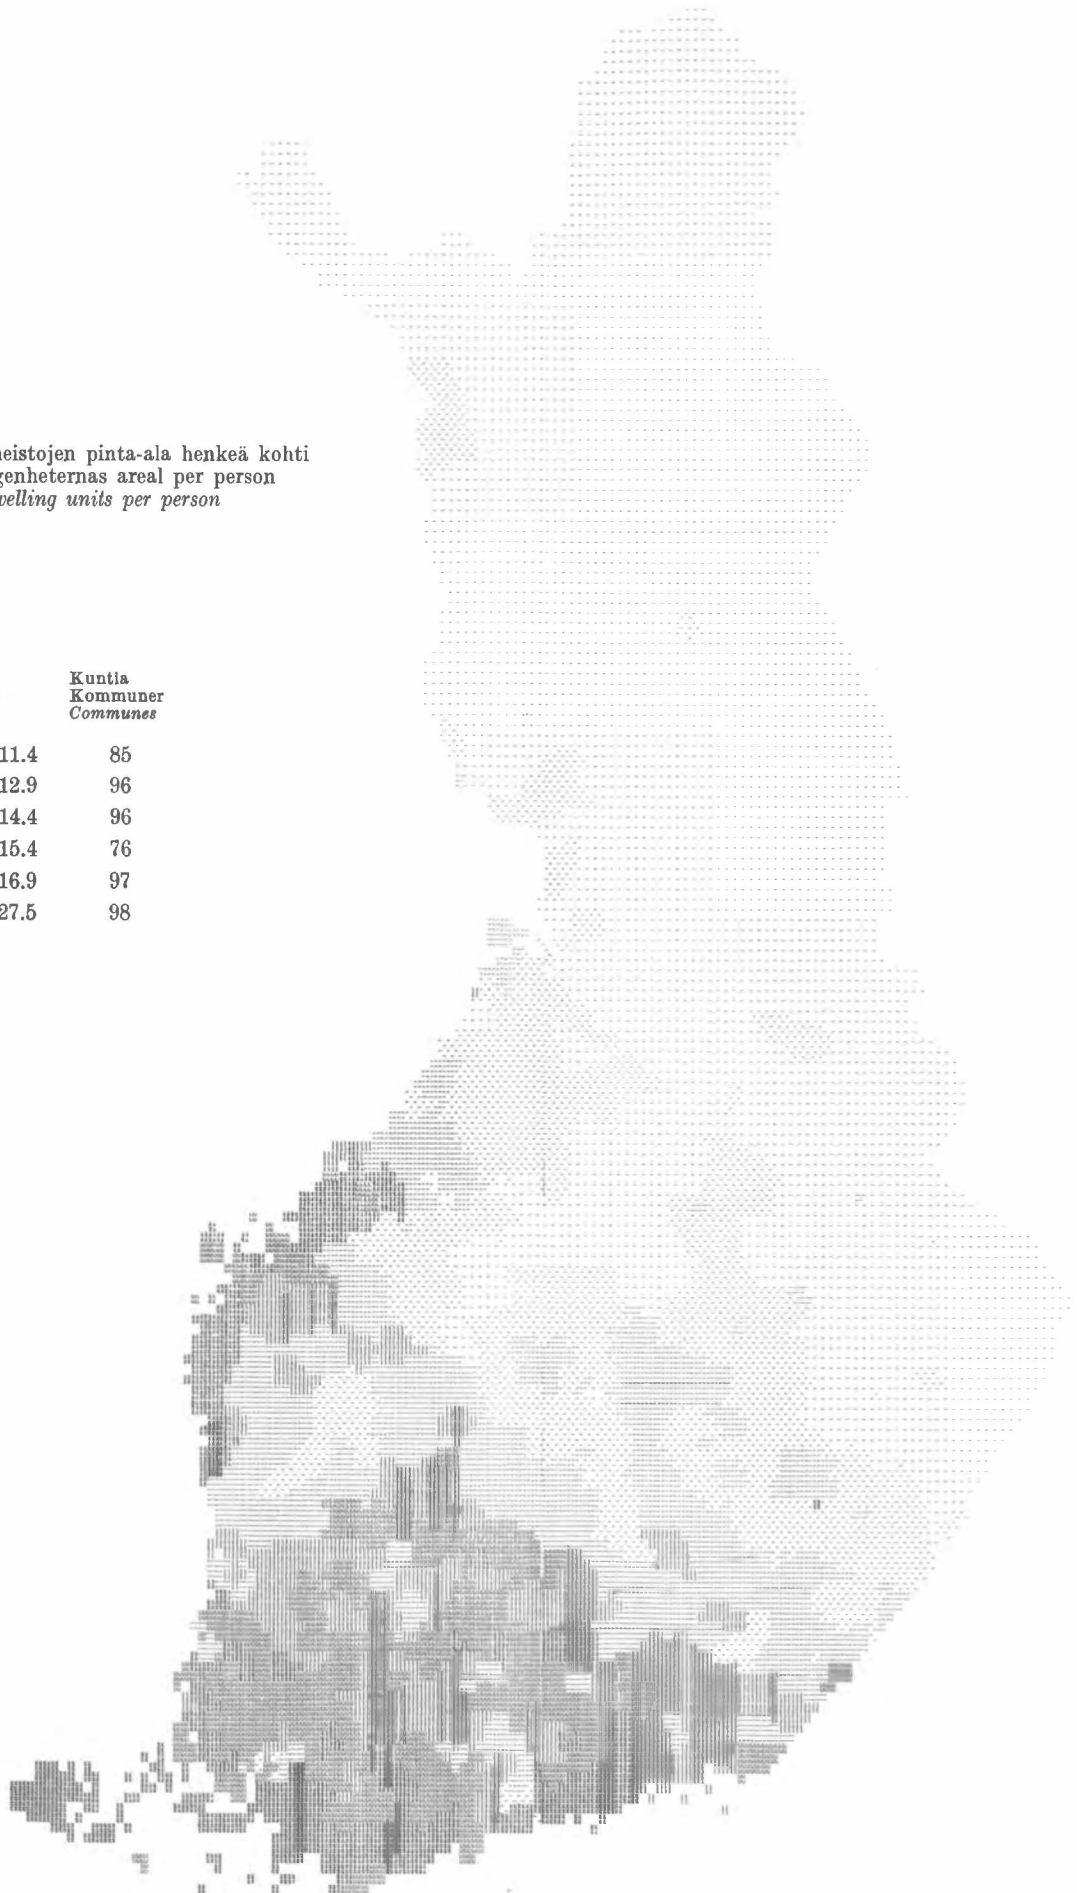 neistojen pinta-ala henkeä kohti
genheternas areal per person
velling units per person
Kuntia
Kommuner
Communes
11.4 85
12.9 96
14.4 96
15.4 76
16.9 97
27.5 98